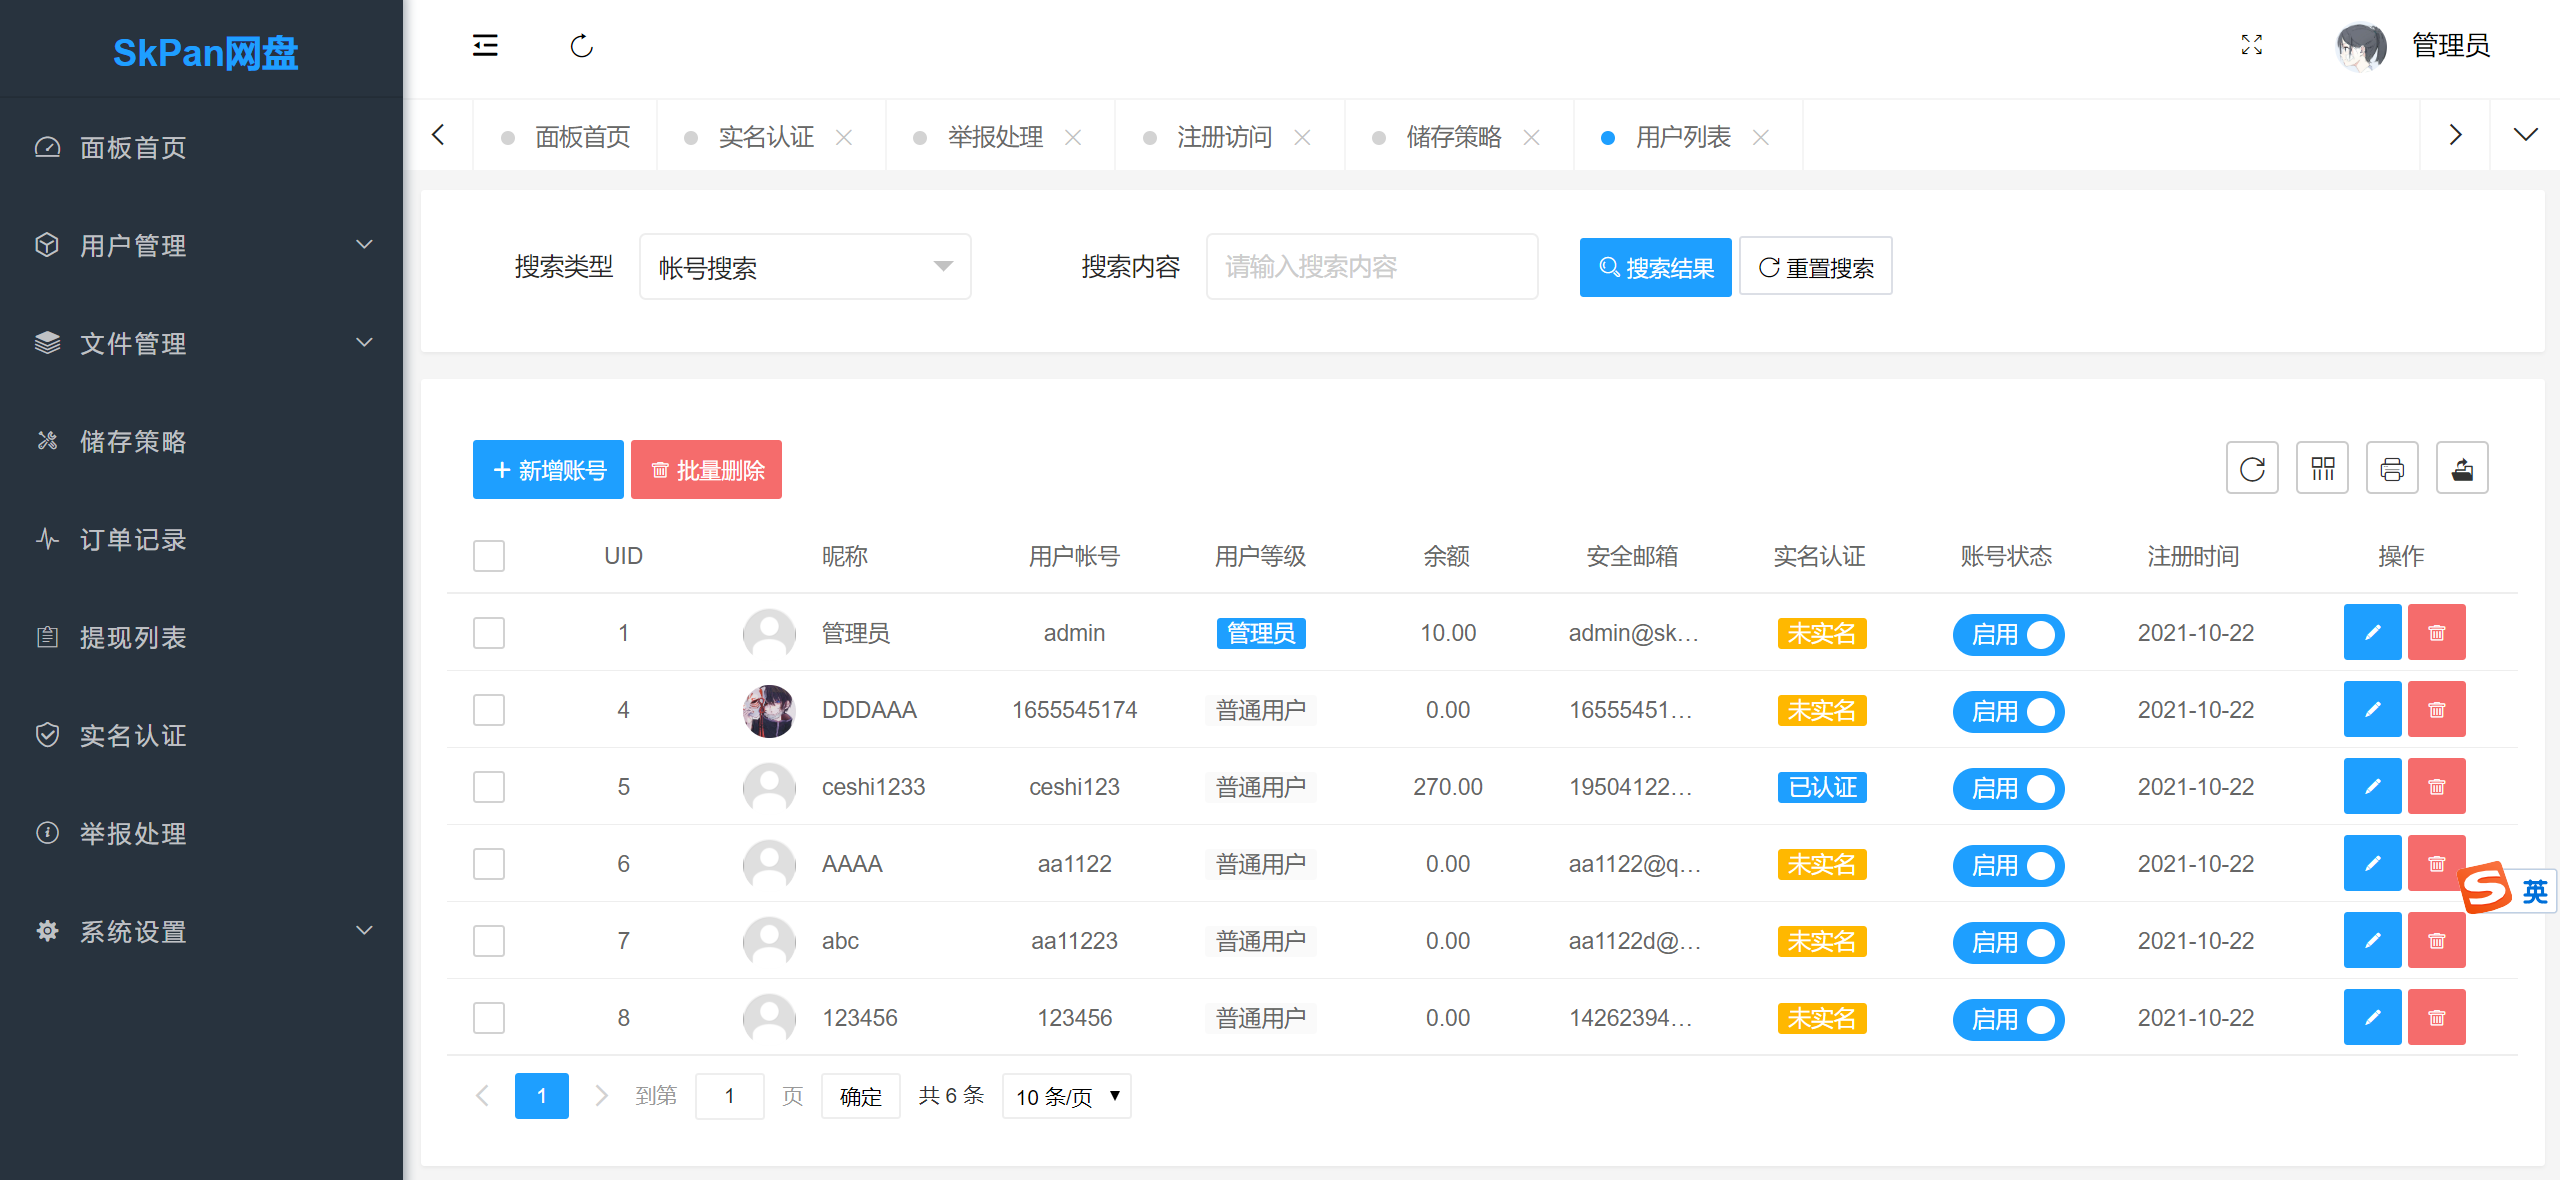 SkPan网盘
管理员
面板首页
用户管理
文件管理
储存策略
订单记录
提现列表
实名认证
举报处理
系统设置
面板首页 实名认证 举报处理 注册访问 储存策略 用户列表
搜索类型 帐号搜索 搜索内容 请输入搜索内容 搜索结果 重置搜索
新增账号 批量删除
UID 昵称 用户帐号 用户等级 余额 安全邮箱 实名认证 账号状态 注册时间 操作
1 管理员 admin 管理员 10.00 admin@sk... 未实名 启用 2021-10-22
4 DDDAAA 1655545174 普通用户 0.00 16555451... 未实名 启用 2021-10-22
5 ceshi1233 ceshi123 普通用户 270.00 19504122... 已认证 启用 2021-10-22
6 AAAA aa1122 普通用户 0.00 aa1122@q... 未实名 启用 2021-10-22
7 abc aa11223 普通用户 0.00 aa1122d@... 未实名 启用 2021-10-22
8 123456 123456 普通用户 0.00 14262394... 未实名 启用 2021-10-22
S 英
1 到第 1 页 确定 共 6 条 10 条/页